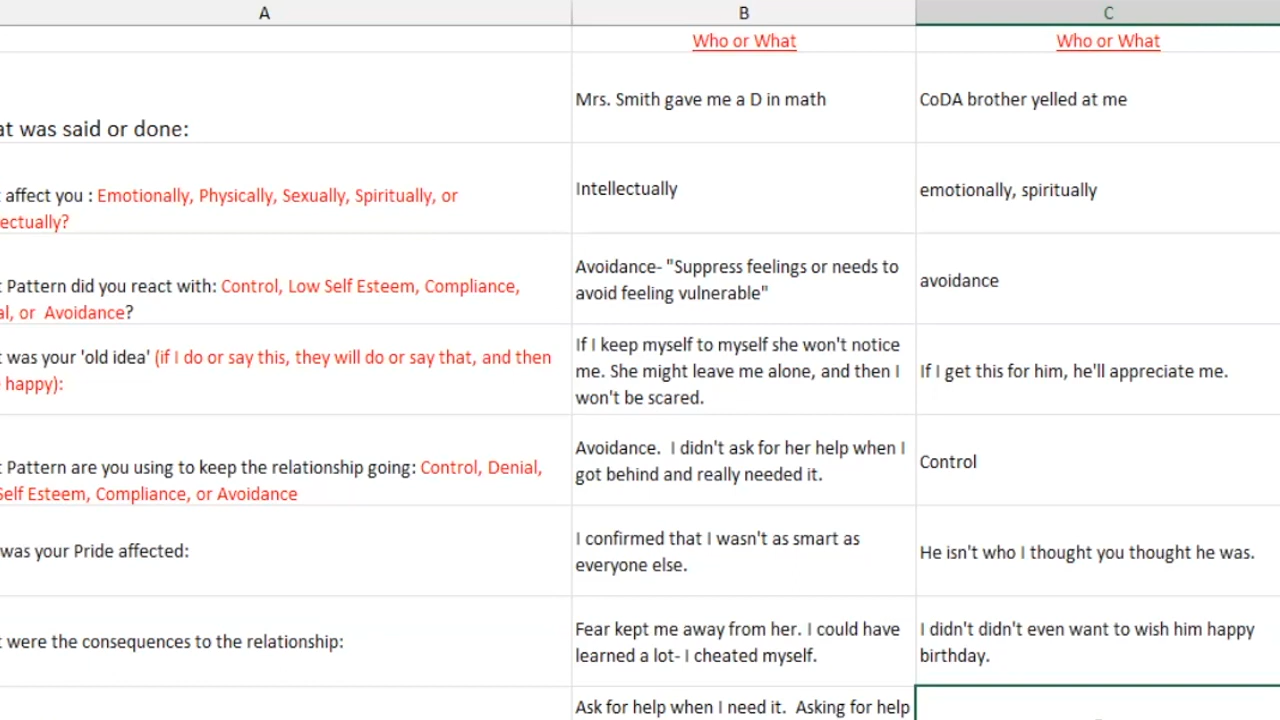 A B C
Who or What Who or What
at was said or done: Mrs. Smith gave me a D in math CoDA brother yelled at me
affect you : Emotionally, Physically, Sexually, Spiritually, or
ectually?
Intellectually
emotionally, spiritually
Pattern did you react with: Control, Low Self Esteem, Compliance,
al, or Avoidance?
Avoidance- "Suppress feelings or needs to
avoid feeling vulnerable"
avoidance
was your 'old idea' (if I do or say this, they will do or say that, and then
happy):
If I keep myself to myself she won't notice
me. She might leave me alone, and then I
won't be scared.
If I get this for him, he'll appreciate me.
Pattern are you using to keep the relationship going: Control, Denial,
Self Esteem, Compliance, or Avoidance
Avoidance. I didn't ask for her help when I
got behind and really needed it.
Control
was your Pride affected:
I confirmed that I wasn't as smart as
everyone else.
He isn't who I thought you thought he was.
were the consequences to the relationship:
Fear kept me away from her. I could have
learned a lot- I cheated myself.
I didn't didn't even want to wish him happy
birthday.
Ask for help when I need it. Asking for help